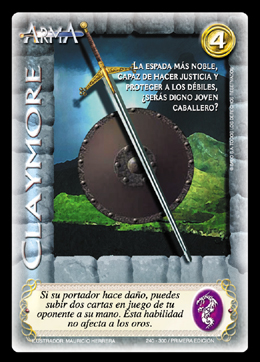 ARMA
4
CLAYMORE
LA ESPADA MÁS NOBLE,
CAPAZ DE HACER JUSTICIA Y
PROTEGER A LOS DÉBILES,
¿SERÁS DIGNO JOVEN
CABALLERO?
Si su portador hace daño, puedes
subir dos cartas en juego de tu
oponente a su mano. Esta habilidad
no afecta a los oros.
ILUSTRADOR: MAURICIO HERRERA